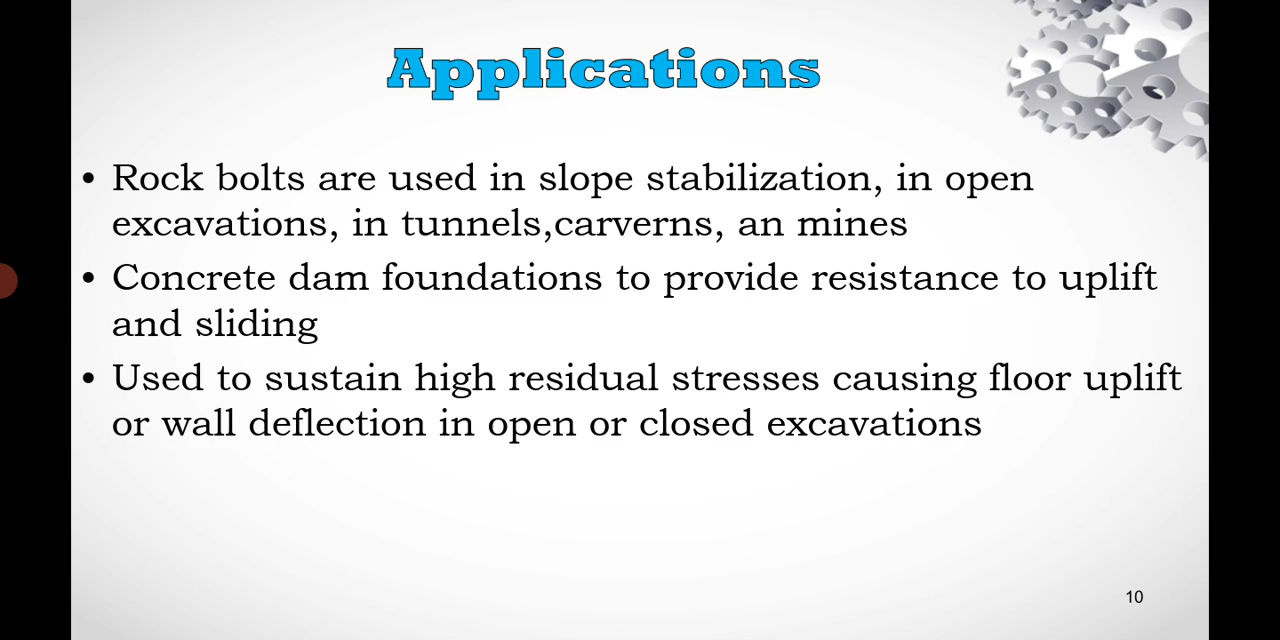 Applications
• Rock bolts are used in slope stabilization, in open
excavations, in tunnels,carverns, an mines
• Concrete dam foundations to provide resistance to uplift
and sliding
• Used to sustain high residual stresses causing floor uplift
or wall deflection in open or closed excavations
10